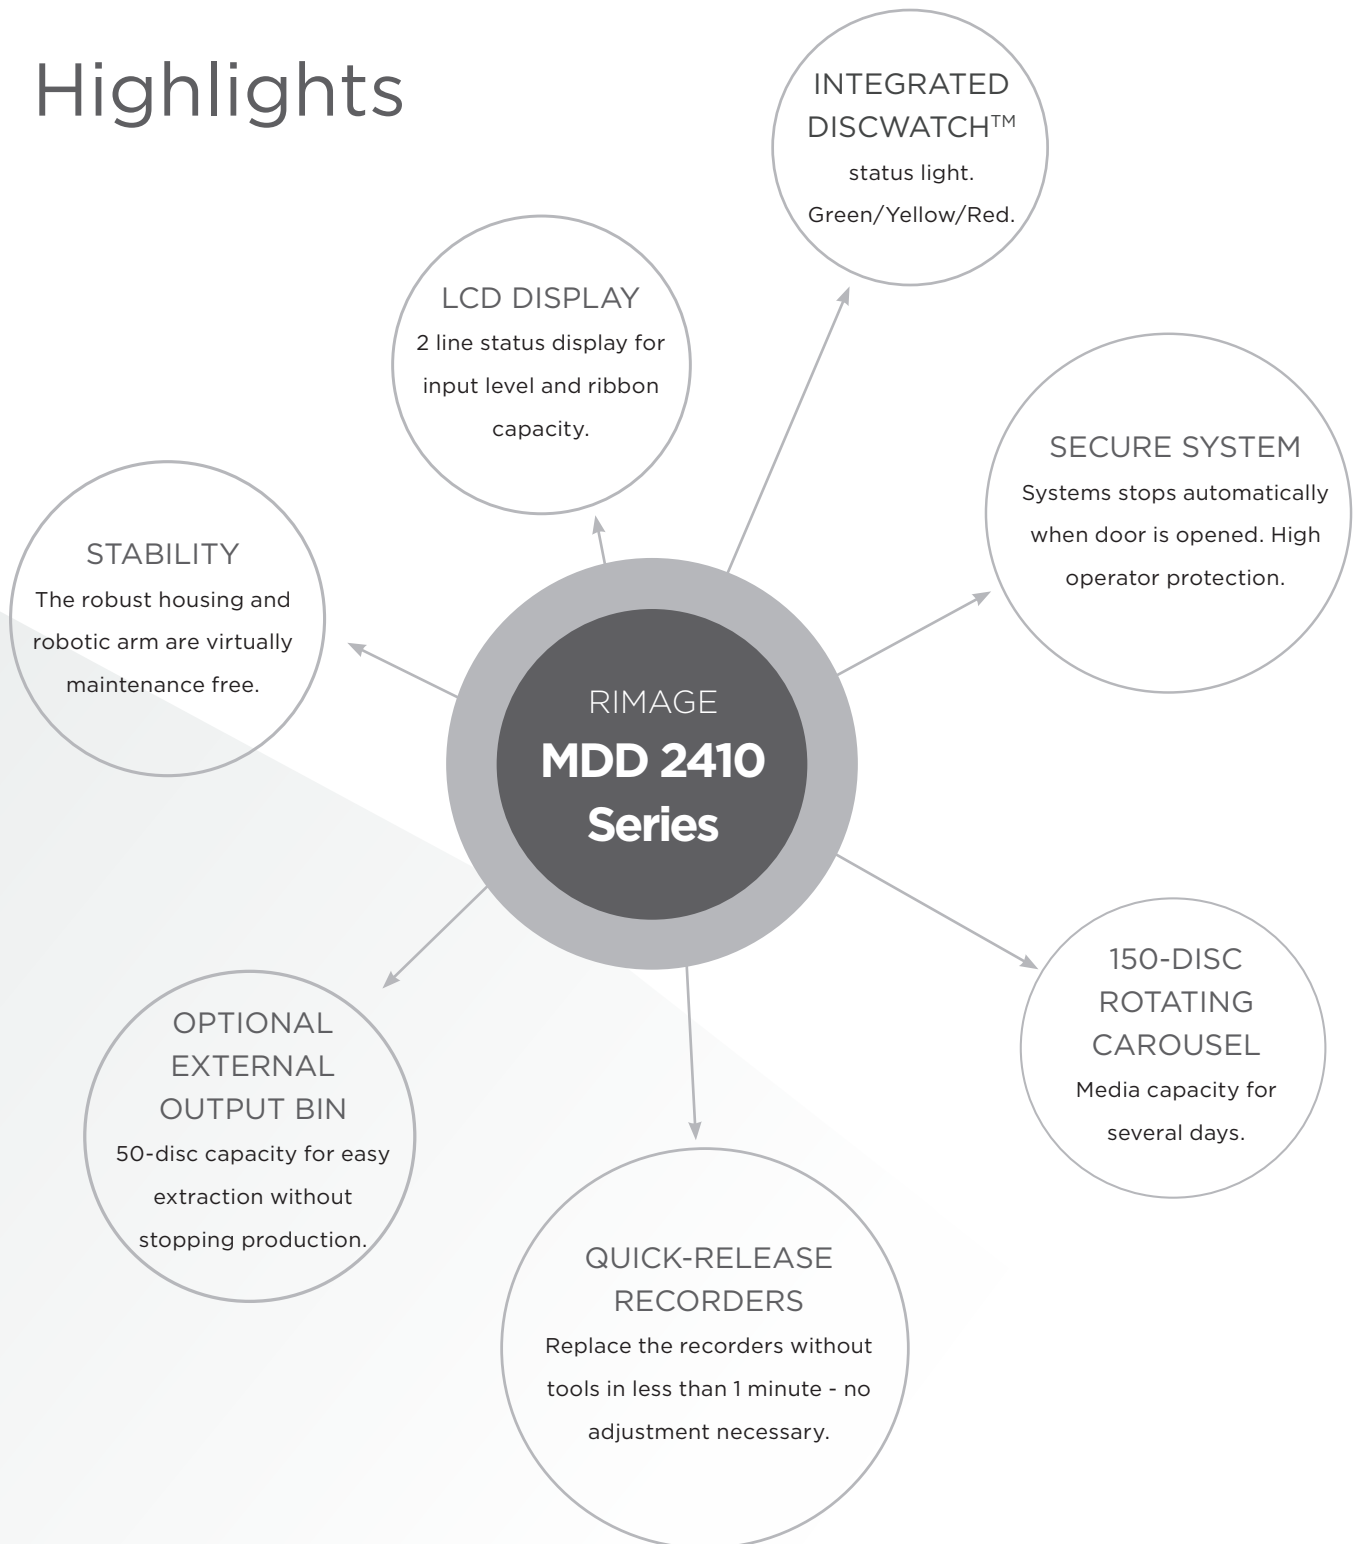 Highlights
INTEGRATED
DISCWATCH™
status light.
Green/Yellow/Red.
LCD DISPLAY
2 line status display for
input level and ribbon
capacity.
SECURE SYSTEM
Systems stops automatically
when door is opened. High
operator protection.
STABILITY
The robust housing and
robotic arm are virtually
maintenance free.
RIMAGE
MDD 2410
Series
150-DISC
ROTATING
CAROUSEL
Media capacity for
several days.
OPTIONAL
EXTERNAL
OUTPUT BIN
50-disc capacity for easy
extraction without
stopping production.
QUICK-RELEASE
RECORDERS
Replace the recorders without
tools in less than 1 minute - no
adjustment necessary.